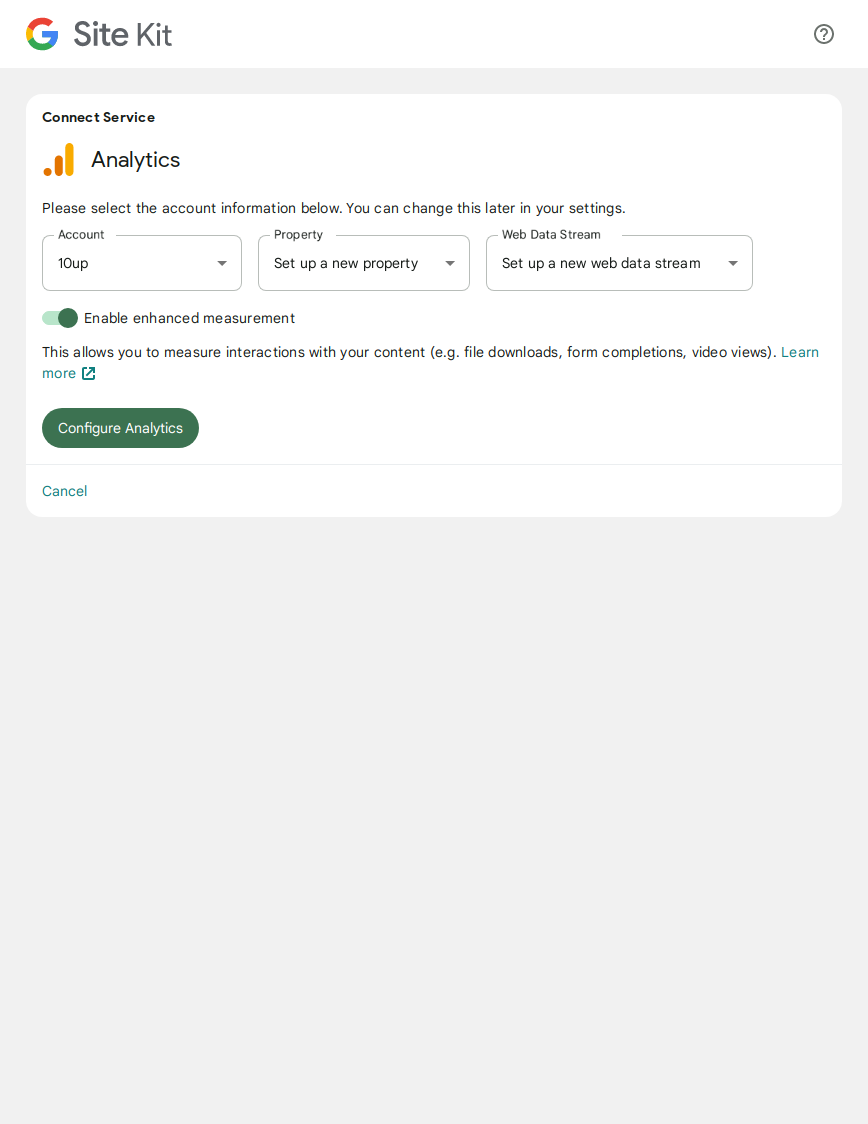 Site Kit
Connect Service
Analytics
Please select the account information below. You can change this later in your settings.
Account
10up
Property
Set up a new property
Web Data Stream
Set up a new web data stream
Enable enhanced measurement
This allows you to measure interactions with your content (e.g. file downloads, form completions, video views). Learn
more
Configure Analytics
Cancel